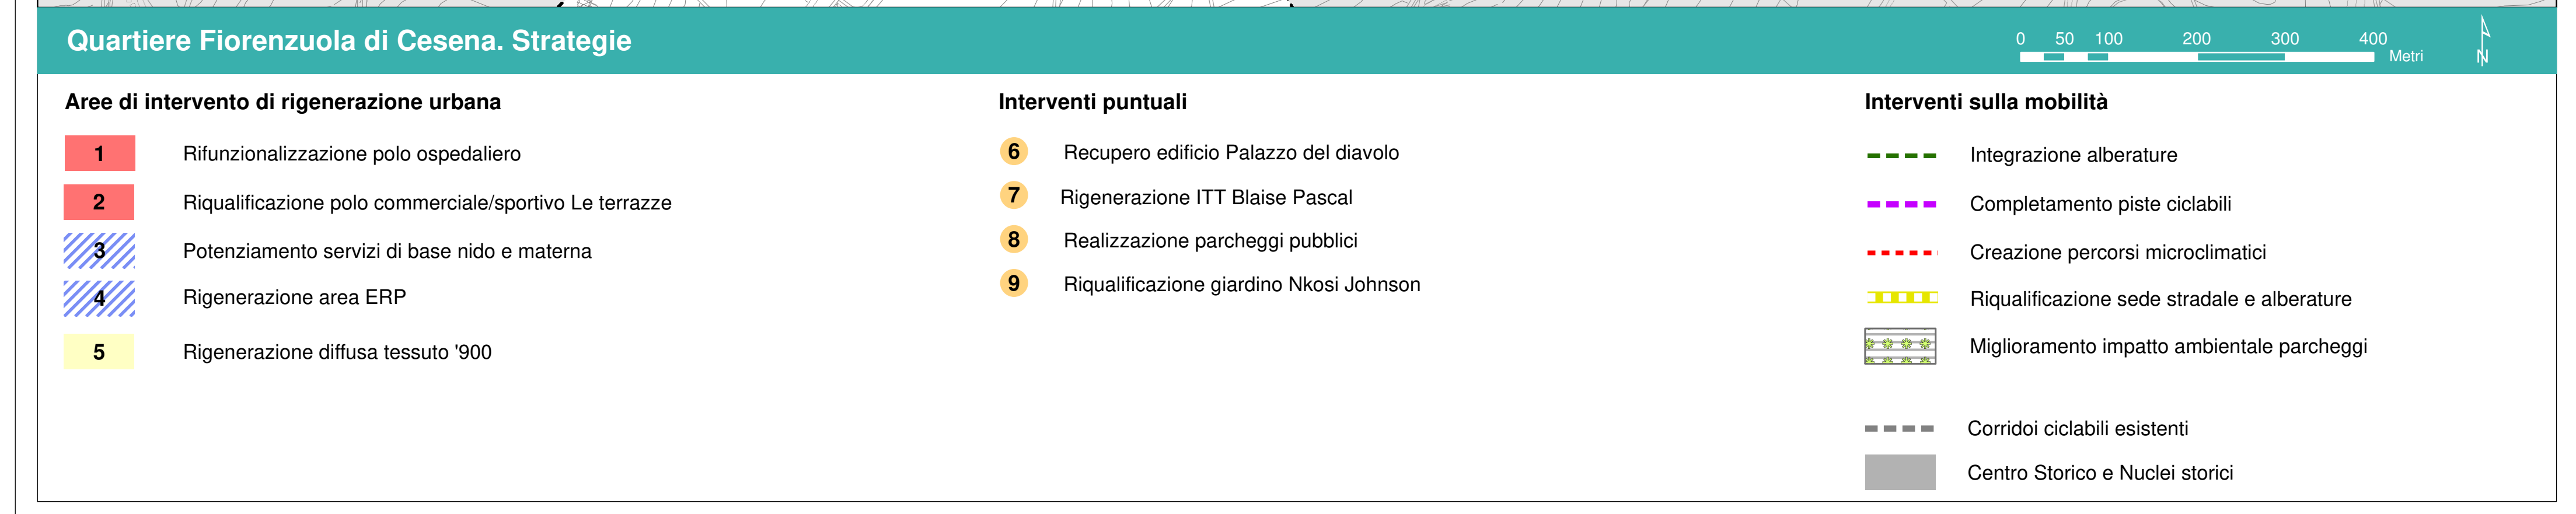 Quartiere Fiorenzuola di Cesena. Strategie
0 50 100 200 300 400
Metri
N
Aree di intervento di rigenerazione urbana
1 Rifunzionalizzazione polo ospedaliero
2 Riqualificazione polo commerciale/sportivo Le terrazze
3 Potenziamento servizi di base nido e materna
4 Rigenerazione area ERP
5 Rigenerazione diffusa tessuto '900
Interventi puntuali
6 Recupero edificio Palazzo del diavolo
7 Rigenerazione ITT Blaise Pascal
8 Realizzazione parcheggi pubblici
9 Riqualificazione giardino Nkosi Johnson
Interventi sulla mobilità
Integrazione alberature
Completamento piste ciclabili
Creazione percorsi microclimatici
Riqualificazione sede stradale e alberature
Miglioramento impatto ambientale parcheggi
Corridoi ciclabili esistenti
Centro Storico e Nuclei storici